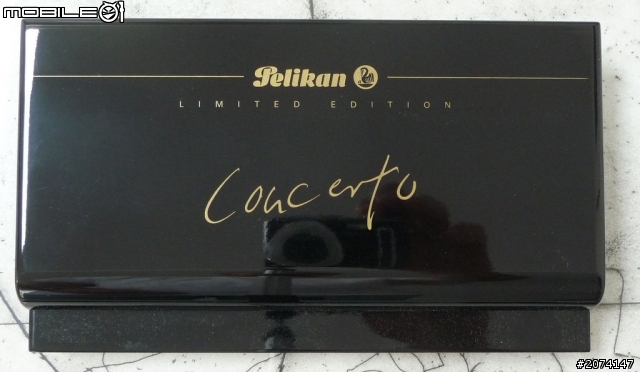 MOBILE01
Pelikan
LIMITED EDITION
Concerto
#2074147